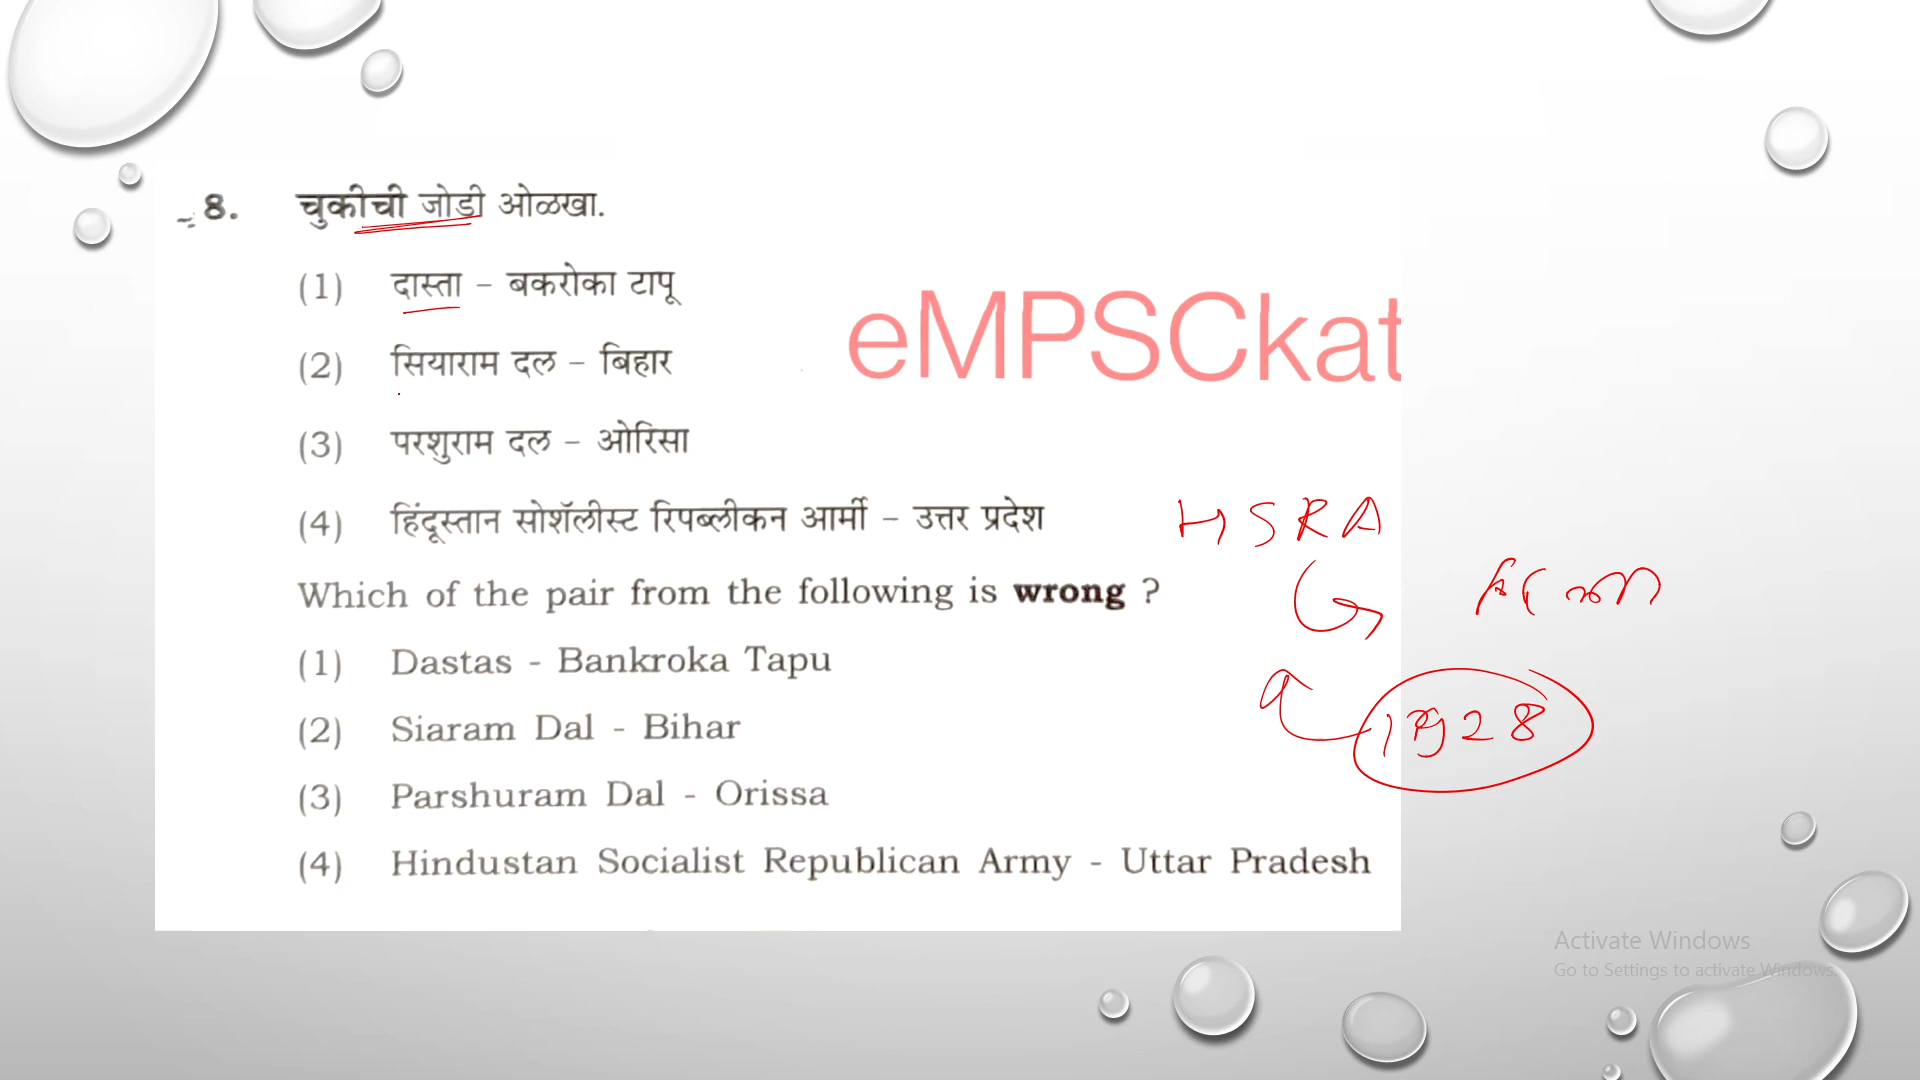 8. चुकीची जोडी ओळखा.
(1) दास्ता – बकरोका टापू
(2) सियाराम दल – बिहार
(3) परशुराम दल – ओरिसा
(4) हिंदूस्तान सोशॅलीस्ट रिपब्लीकन आर्मी – उत्तर प्रदेश
Which of the pair from the following is wrong ?
(1) Dastas - Bankroka Tapu
(2) Siaram Dal - Bihar
(3) Parshuram Dal - Orissa
(4) Hindustan Socialist Republican Army - Uttar Pradesh
eMPSCkat
HSRA
1928
Activate Windows
Go to Settings to activate Windows.